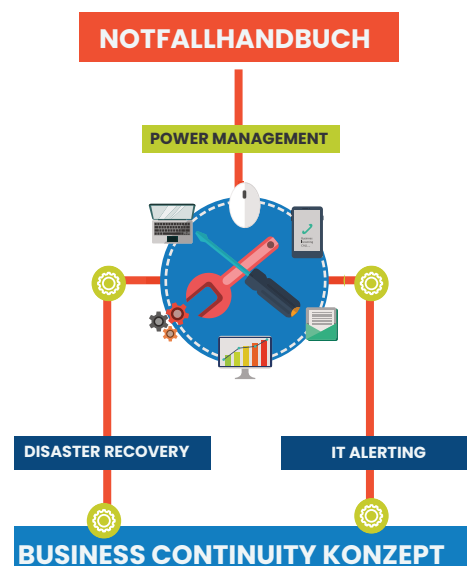 NOTFALLHANDBUCH
POWER MANAGEMENT
DISASTER RECOVERY
IT ALERTING
BUSINESS CONTINUITY KONZEPT